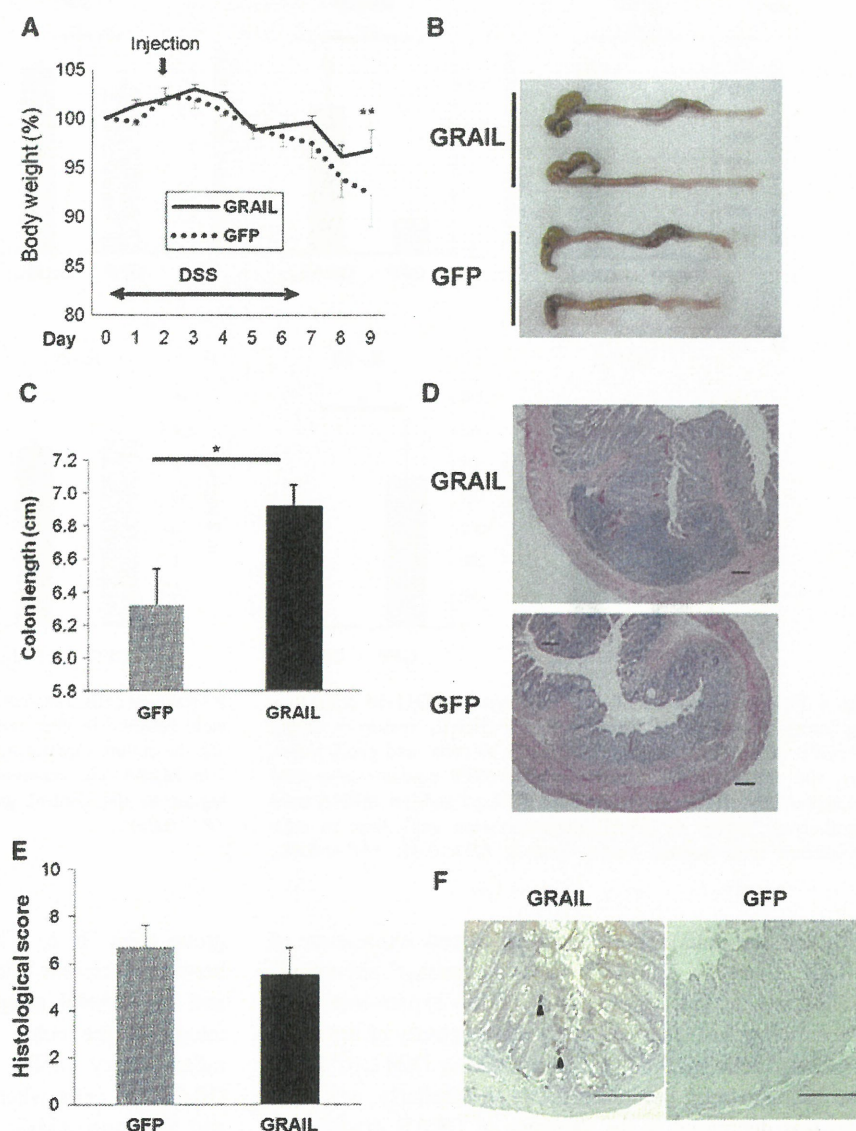 A
Injection
Body weight (%)
105
100
95
90
85
80
**
GRAIL
GFP
DSS
Day 0 1 2 3 4 5 6 7 8 9
B
GRAIL
GFP
C
*
Colon length (cm)
7.2
7.0
6.8
6.6
6.4
6.2
6.0
5.8
GFP GRAIL
D
GRAIL
GFP
E
Histological score
10
8
6
4
2
0
GFP GRAIL
F
GRAIL GFP